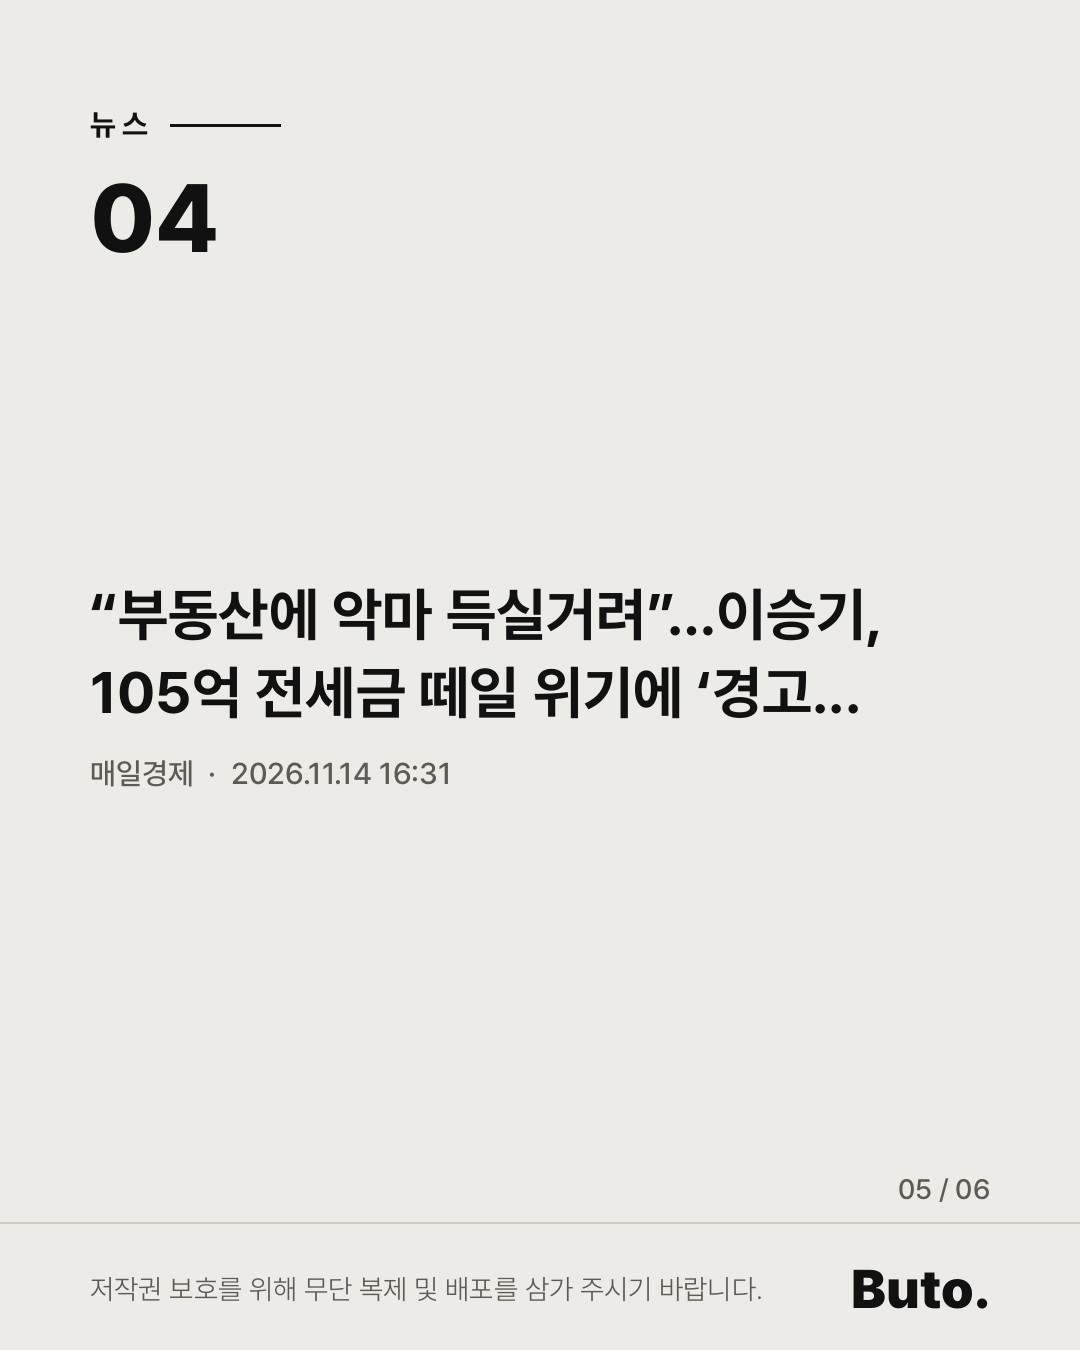 뉴스
04
“부동산에 악마 득실거려”...이승기,
105억 전세금 떼일 위기에 ‘경고...
매일경제 · 2026.11.14 16:31
05 / 06
저작권 보호를 위해 무단 복제 및 배포를 삼가 주시기 바랍니다.
Buto.